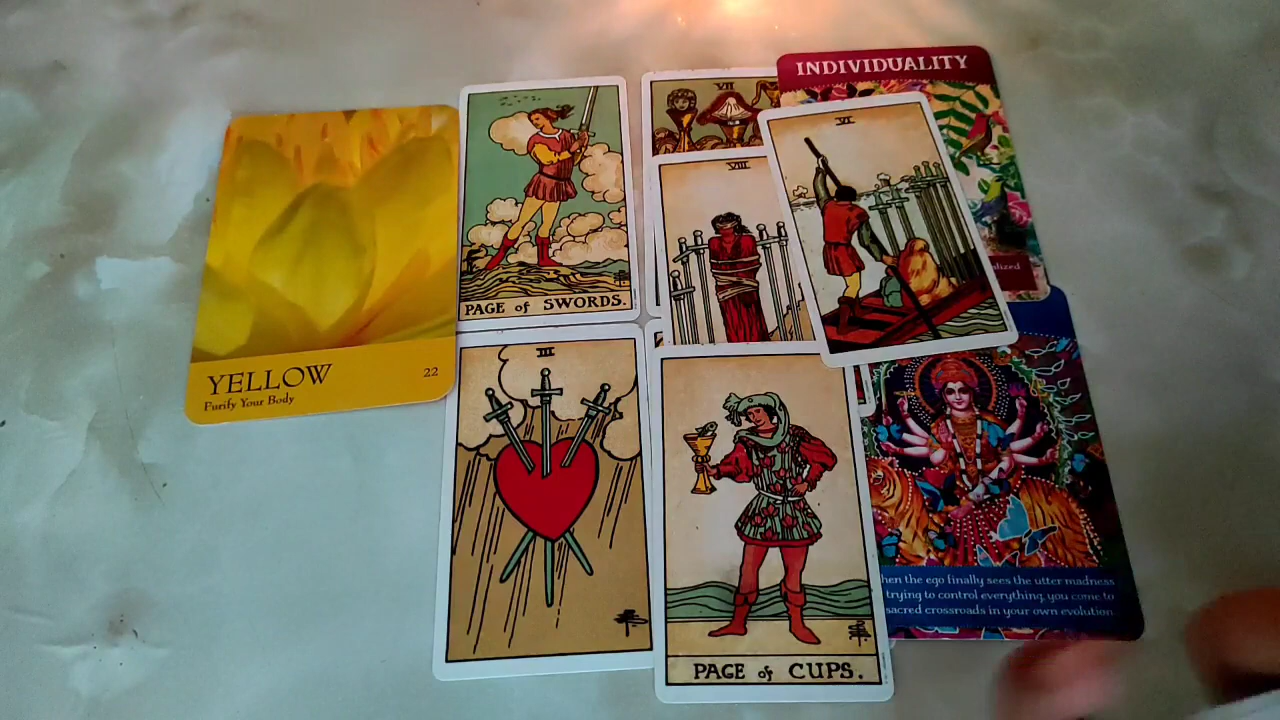 INDIVIDUALITY
VII
VI
VIII
PAGE of SWORDS.
YELLOW
22
Purify Your Body
III
PAGE of CUPS.
the ego finally sees the utter madness
trying to control everything, you come to
sacred crossroads in your own evolution